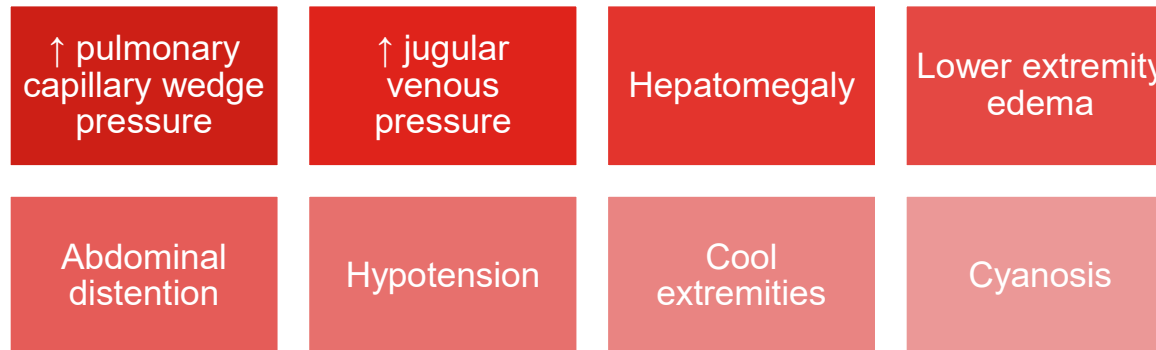 ↑ pulmonary
capillary wedge
pressure
↑ jugular
venous
pressure
Hepatomegaly
Lower extremity
edema
Abdominal
distention
Hypotension
Cool
extremities
Cyanosis